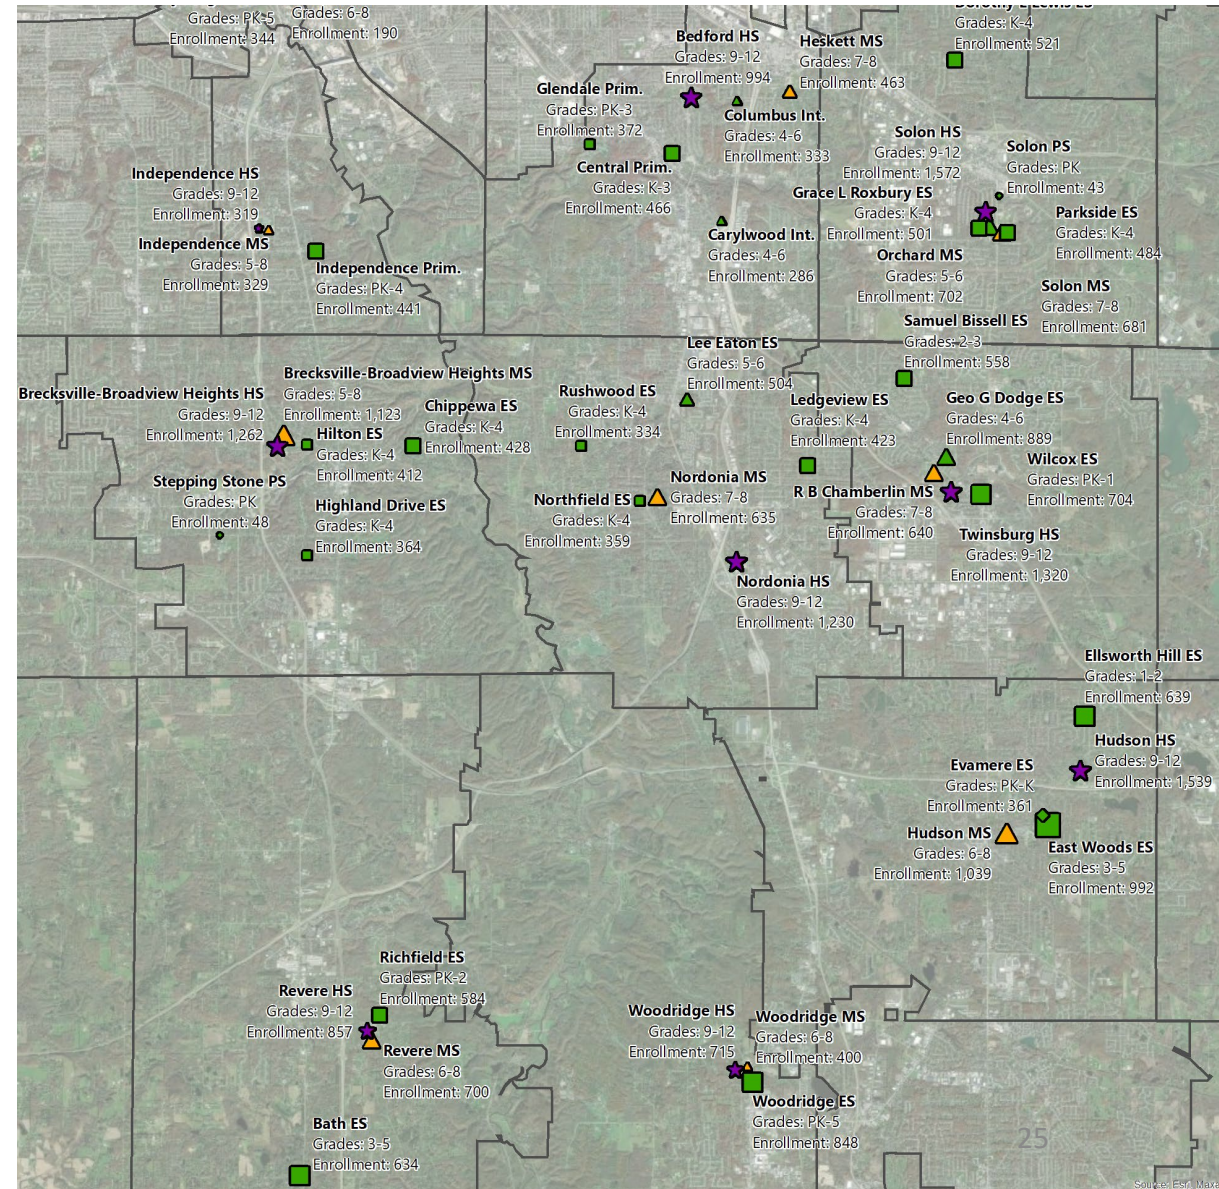 Grades: PK-5
Enrollment: 344
Grades: 6-8
Enrollment: 190
Dorothy E Lewis ES
Grades: K-4
Enrollment: 521
Bedford HS
Grades: 9-12
Enrollment: 994
Heskett MS
Grades: 7-8
Enrollment: 463
Glendale Prim.
Grades: PK-3
Enrollment: 372
Columbus Int.
Grades: 4-6
Enrollment: 333
Central Prim.
Grades: K-3
Enrollment: 466
Solon HS
Grades: 9-12
Enrollment: 1,572
Solon PS
Grades: PK
Enrollment: 43
Independence HS
Grades: 9-12
Enrollment: 319
Grace L Roxbury ES
Grades: K-4
Enrollment: 501
Parkside ES
Grades: K-4
Enrollment: 484
Independence MS
Grades: 5-8
Enrollment: 329
Independence Prim.
Grades: PK-4
Enrollment: 441
Carylwood Int.
Grades: 4-6
Enrollment: 286
Orchard MS
Grades: 5-6
Enrollment: 702
Solon MS
Grades: 7-8
Enrollment: 681
Samuel Bissell ES
Grades: 2-3
Enrollment: 558
Lee Eaton ES
Grades: 5-6
Enrollment: 504
Brecksville-Broadview Heights HS
Grades: 9-12
Enrollment: 1,262
Brecksville-Broadview Heights MS
Grades: 5-8
Enrollment: 1,123
Chippewa ES
Grades: K-4
Enrollment: 428
Rushwood ES
Grades: K-4
Enrollment: 334
Ledgeview ES
Grades: K-4
Enrollment: 423
Geo G Dodge ES
Grades: 4-6
Enrollment: 889
Hilton ES
Grades: K-4
Enrollment: 412
Wilcox ES
Grades: PK-1
Enrollment: 704
Stepping Stone PS
Grades: PK
Enrollment: 48
Highland Drive ES
Grades: K-4
Enrollment: 364
Northfield ES
Grades: K-4
Enrollment: 359
Nordonia MS
Grades: 7-8
Enrollment: 635
R B Chamberlin MS
Grades: 7-8
Enrollment: 640
Twinsburg HS
Grades: 9-12
Enrollment: 1,320
Nordonia HS
Grades: 9-12
Enrollment: 1,230
Ellsworth Hill ES
Grades: 1-2
Enrollment: 639
Hudson HS
Grades: 9-12
Enrollment: 1,539
Evamere ES
Grades: PK-K
Enrollment: 361
Hudson MS
Grades: 6-8
Enrollment: 1,039
East Woods ES
Grades: 3-5
Enrollment: 992
Richfield ES
Grades: PK-2
Enrollment: 584
Revere HS
Grades: 9-12
Enrollment: 857
Revere MS
Grades: 6-8
Enrollment: 700
Woodridge HS
Grades: 9-12
Enrollment: 715
Woodridge MS
Grades: 6-8
Enrollment: 400
Woodridge ES
Grades: PK-5
Enrollment: 848
Bath ES
Grades: 3-5
Enrollment: 634
25
Source: Esri, Maxa